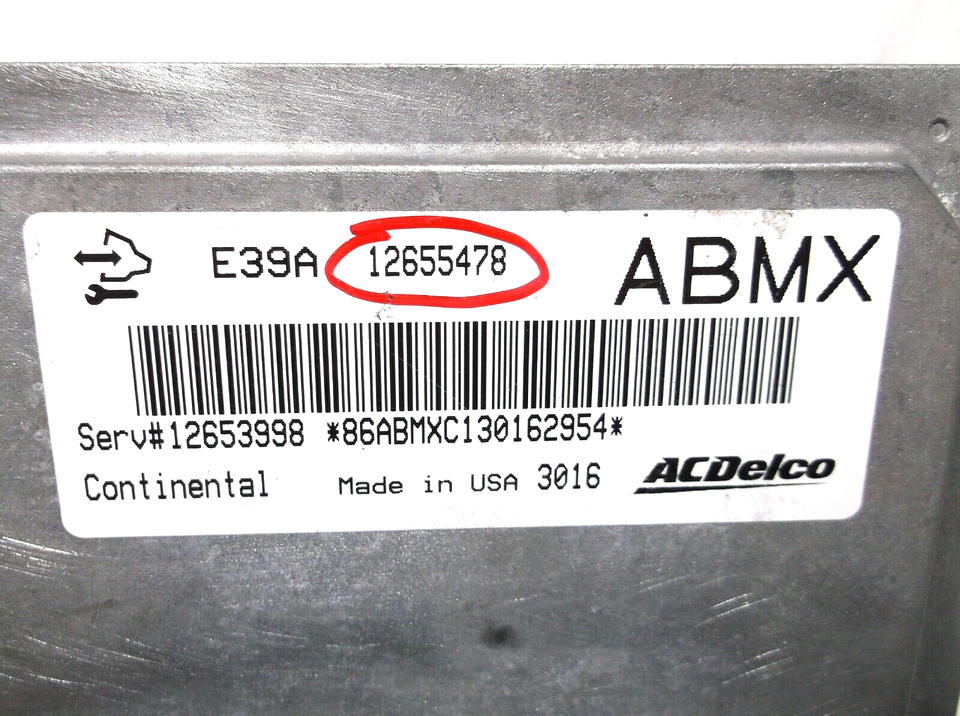 E39A 12655478 ABMX
Serv#12653998 *86ABMXC130162954*
Continental Made in USA 3016 ACDelco